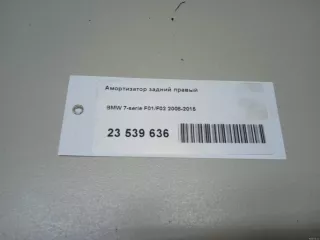 Амортизатор задний правый
BMW 7-serie F01/F02 2008-2015
23 539 636